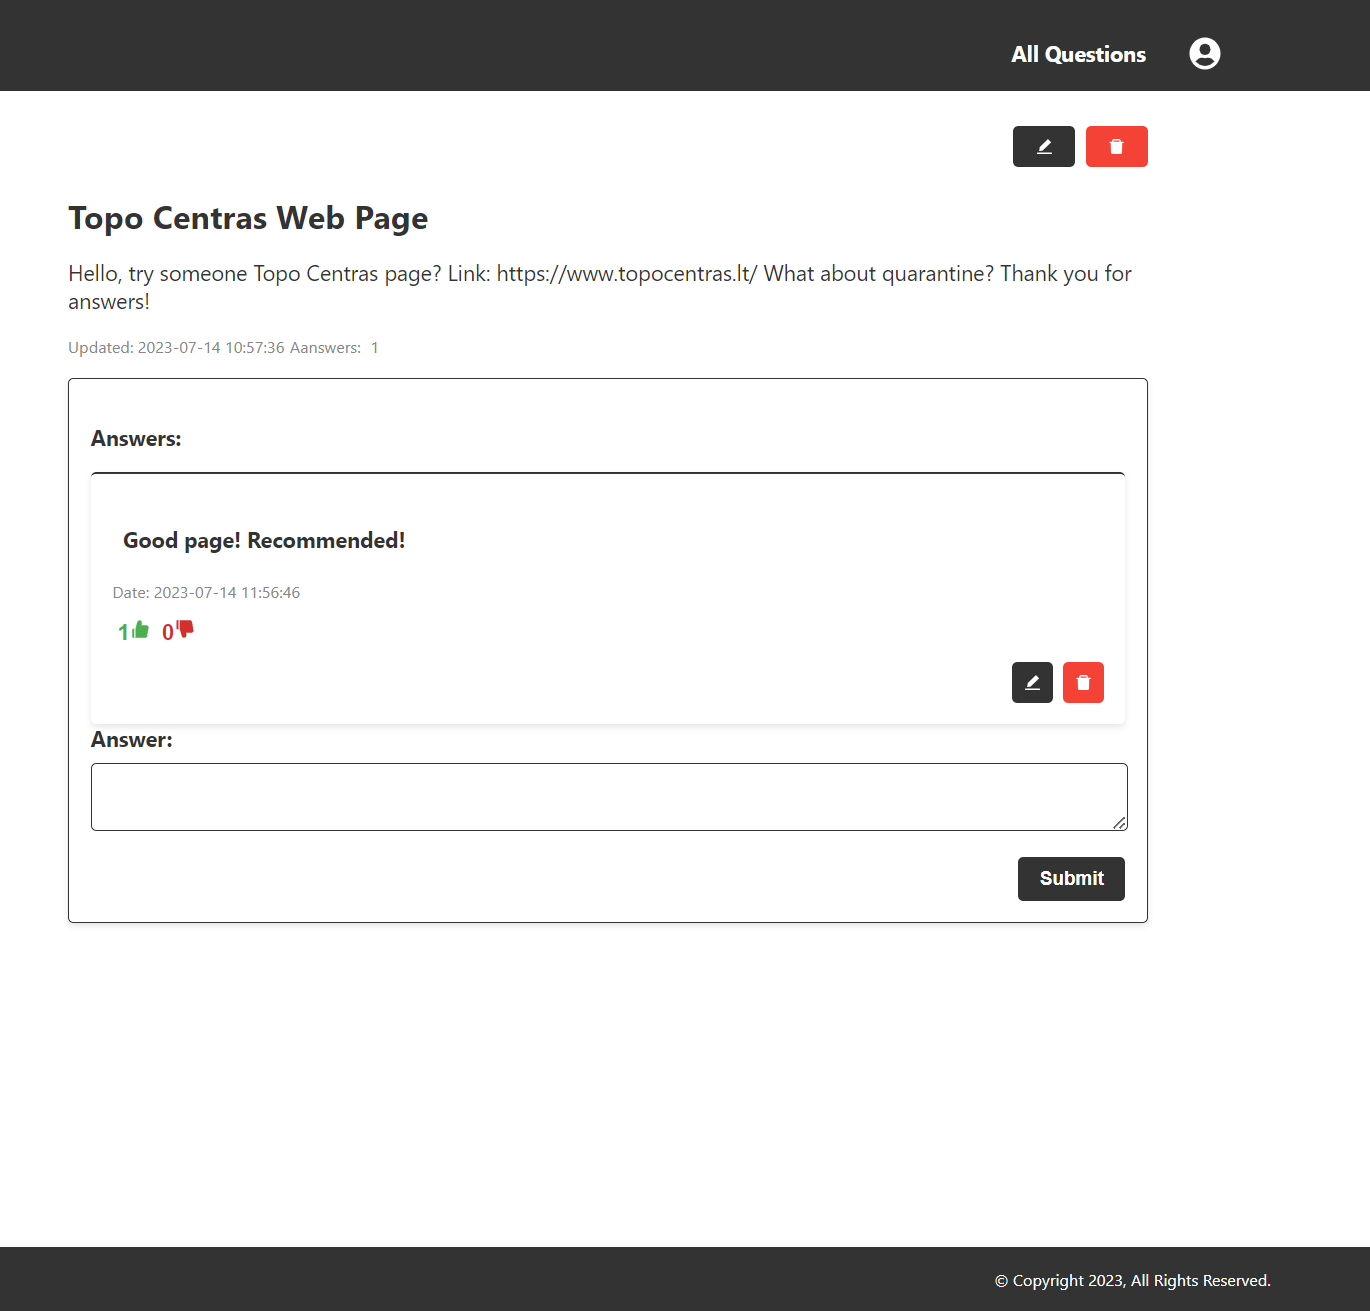 All Questions
Topo Centras Web Page
Hello, try someone Topo Centras page? Link: https://www.topocentras.lt/ What about quarantine? Thank you for
answers!
Updated: 2023-07-14 10:57:36 Aanswers: 1
Answers:
Good page! Recommended!
Date: 2023-07-14 11:56:46
1 0
Answer:
Submit
© Copyright 2023, All Rights Reserved.